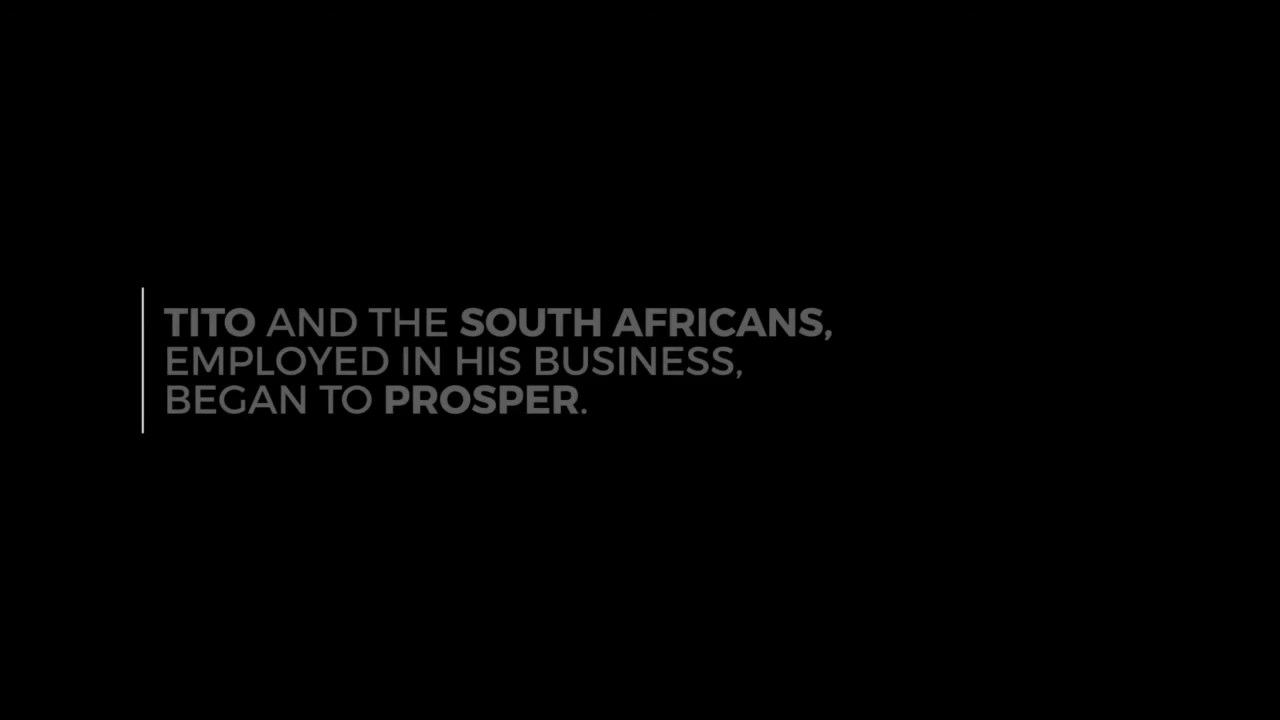 TITO AND THE SOUTH AFRICANS,
EMPLOYED IN HIS BUSINESS,
BEGAN TO PROSPER.